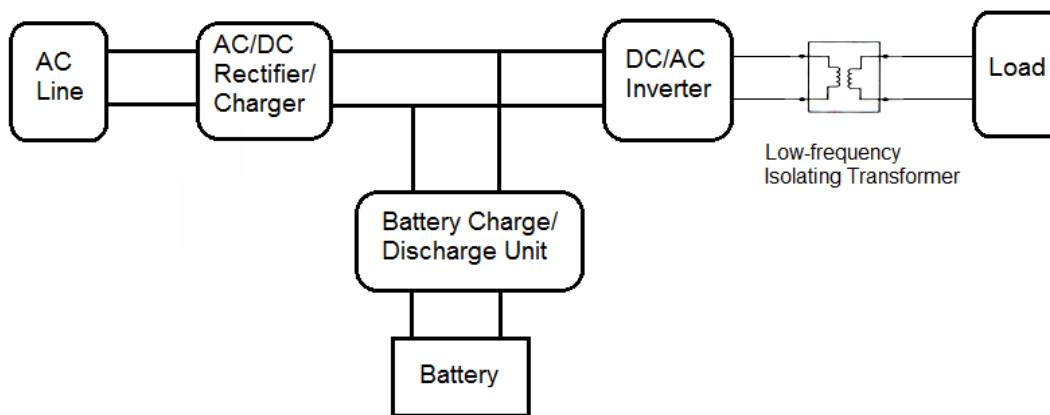 AC
Line
AC/DC
Rectifier/
Charger
DC/AC
Inverter
Load
Low-frequency
Isolating Transformer
Battery Charge/
Discharge Unit
Battery